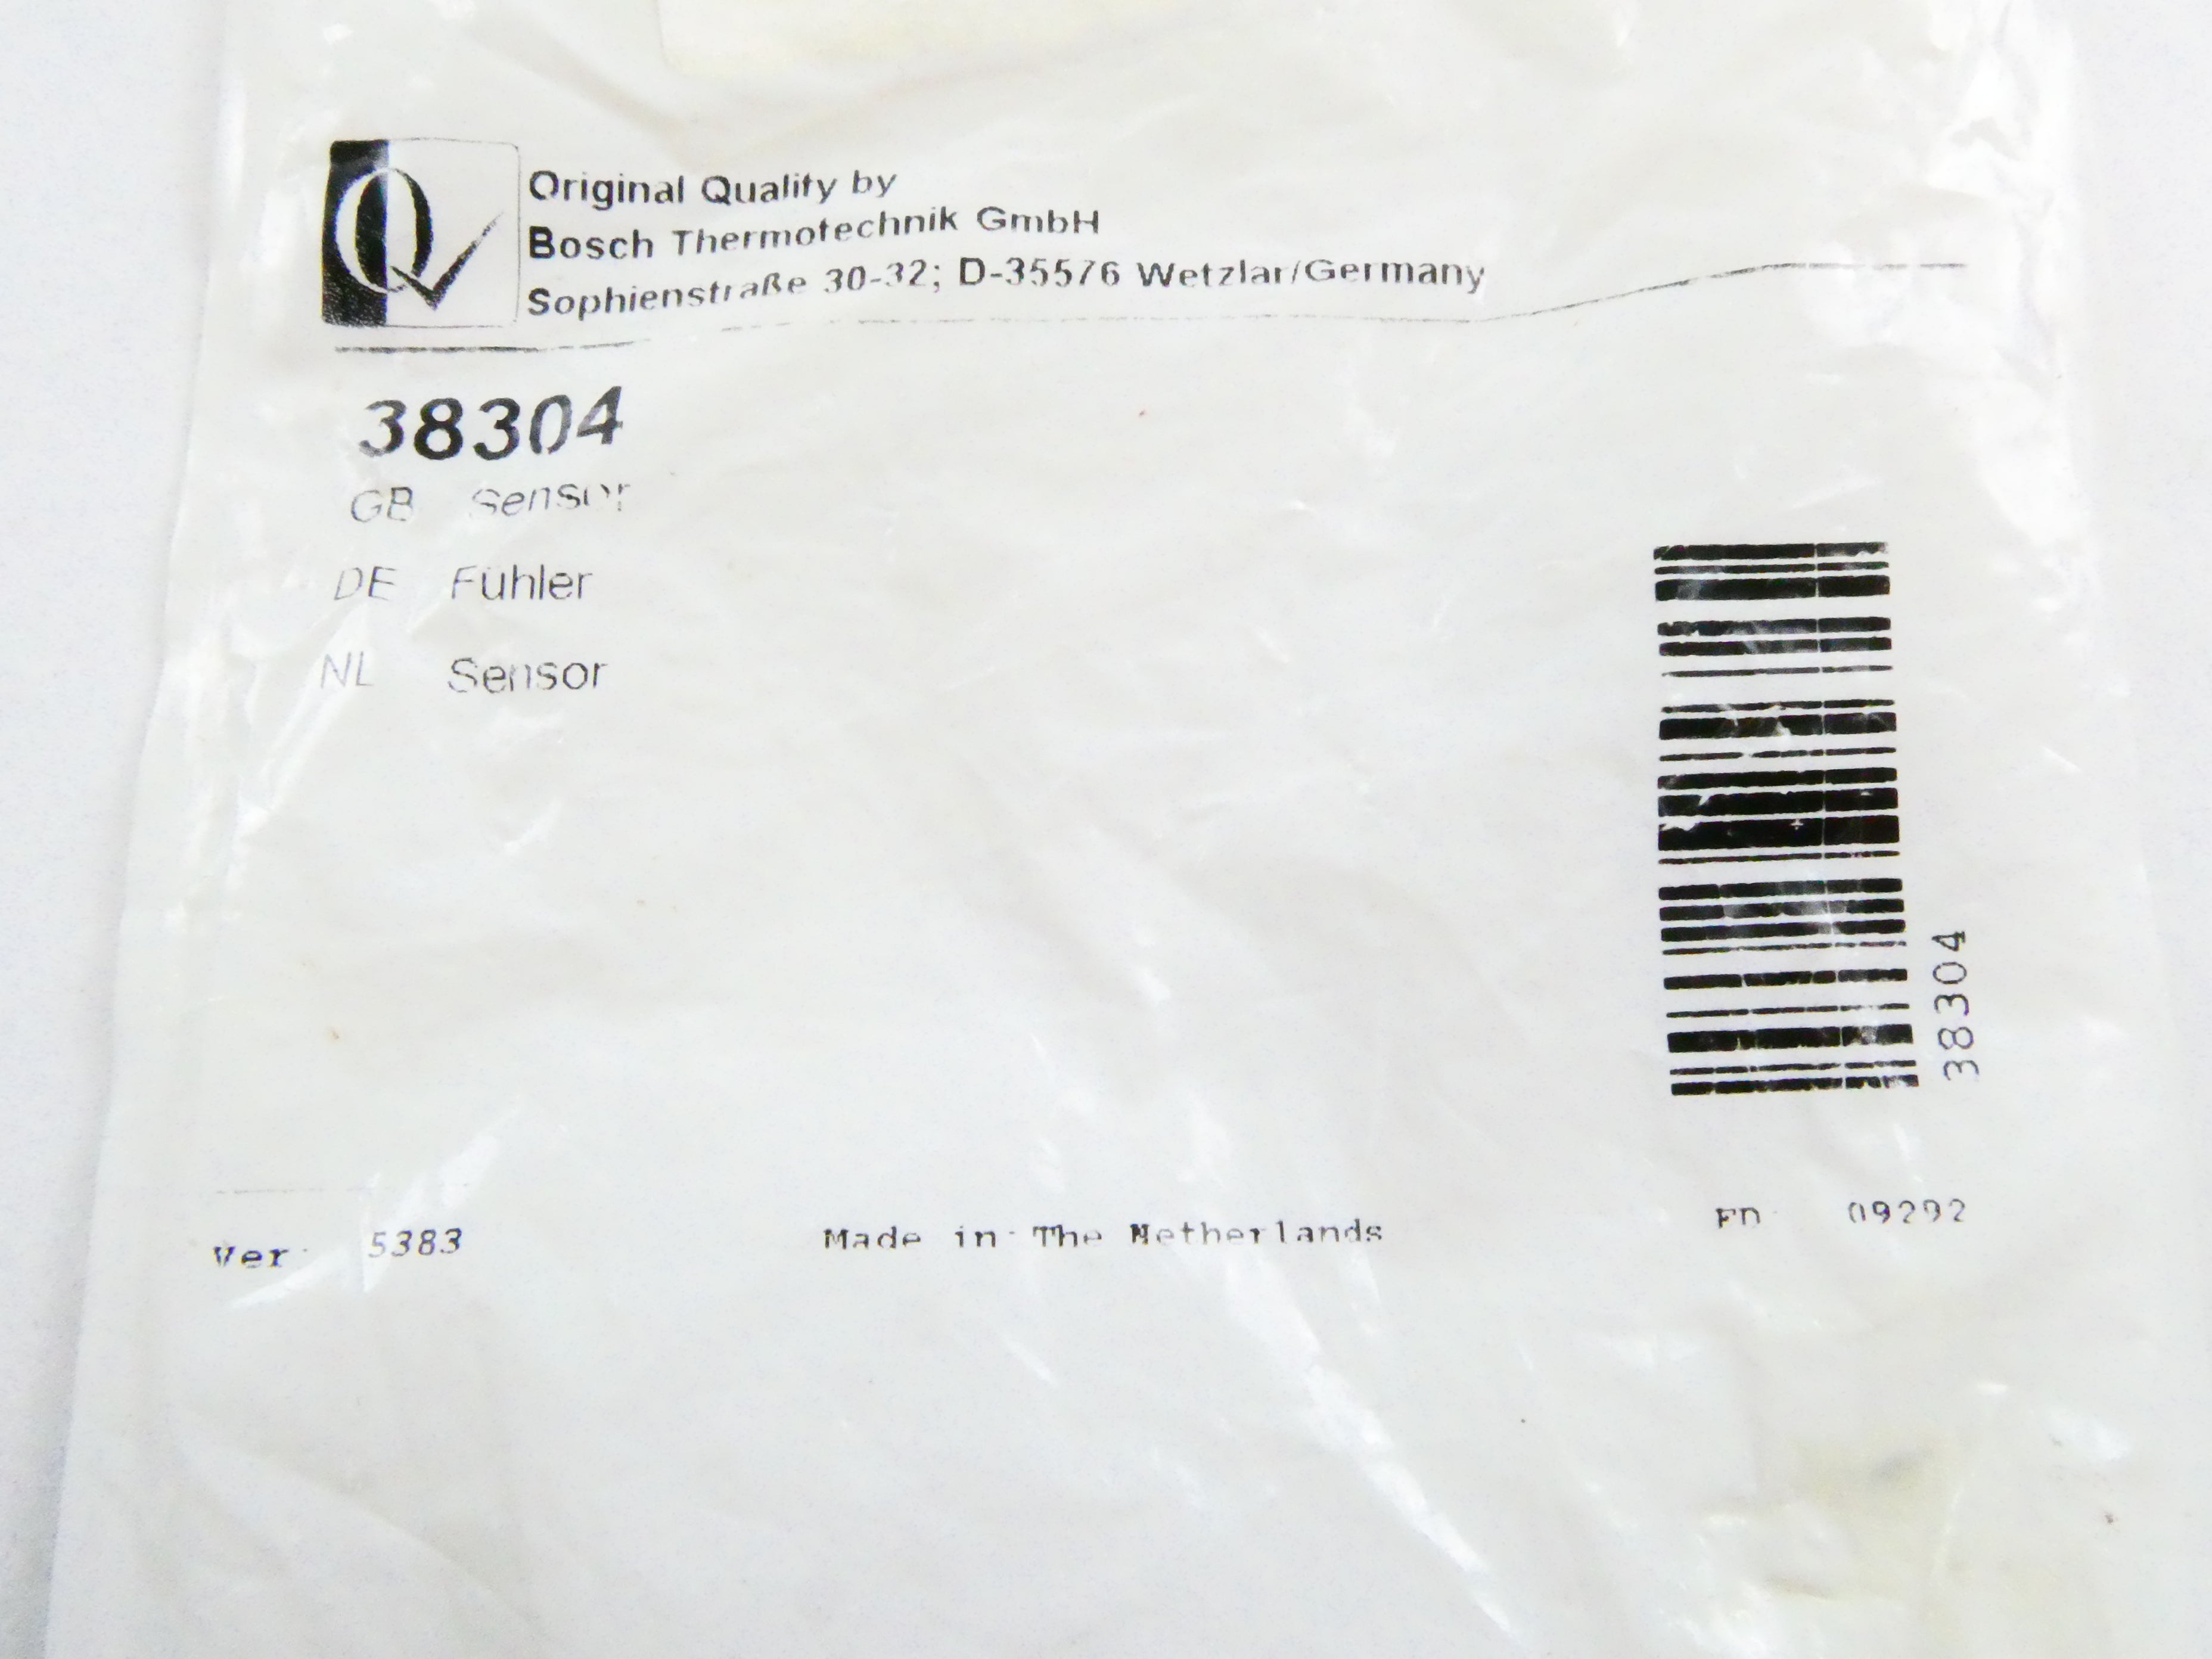 Q
Original Quality by
Bosch Thermotechnik GmbH
Sophienstraße 30-32; D-35576 Wetzlar/Germany
38304
GB Sensor
DE Fühler
NL Sensor
38304
Ver 5383 Made in The Netherlands FD 09292